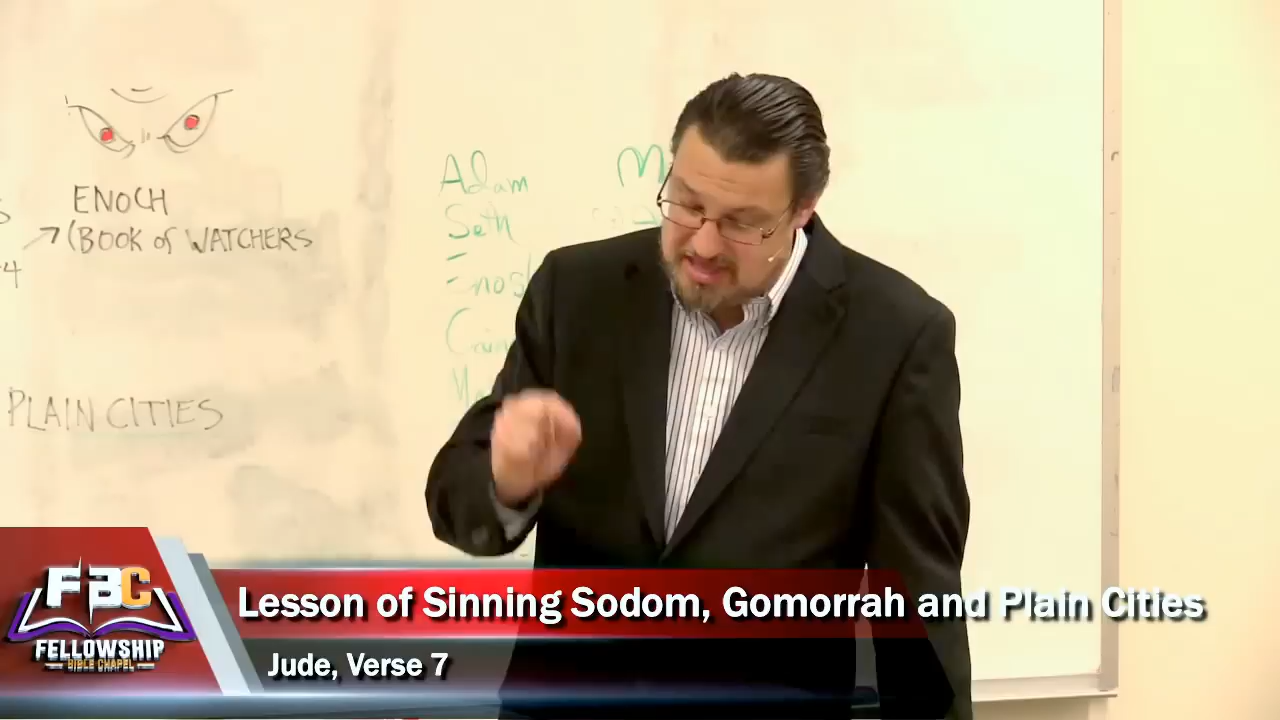 ENOCH
(BOOK of WATCHERS
PLAIN CITIES
Adam
Seth
FBC
FELLOWSHIP
BIBLE CHAPEL
Lesson of Sinning Sodom, Gomorrah and Plain Cities
Jude, Verse 7